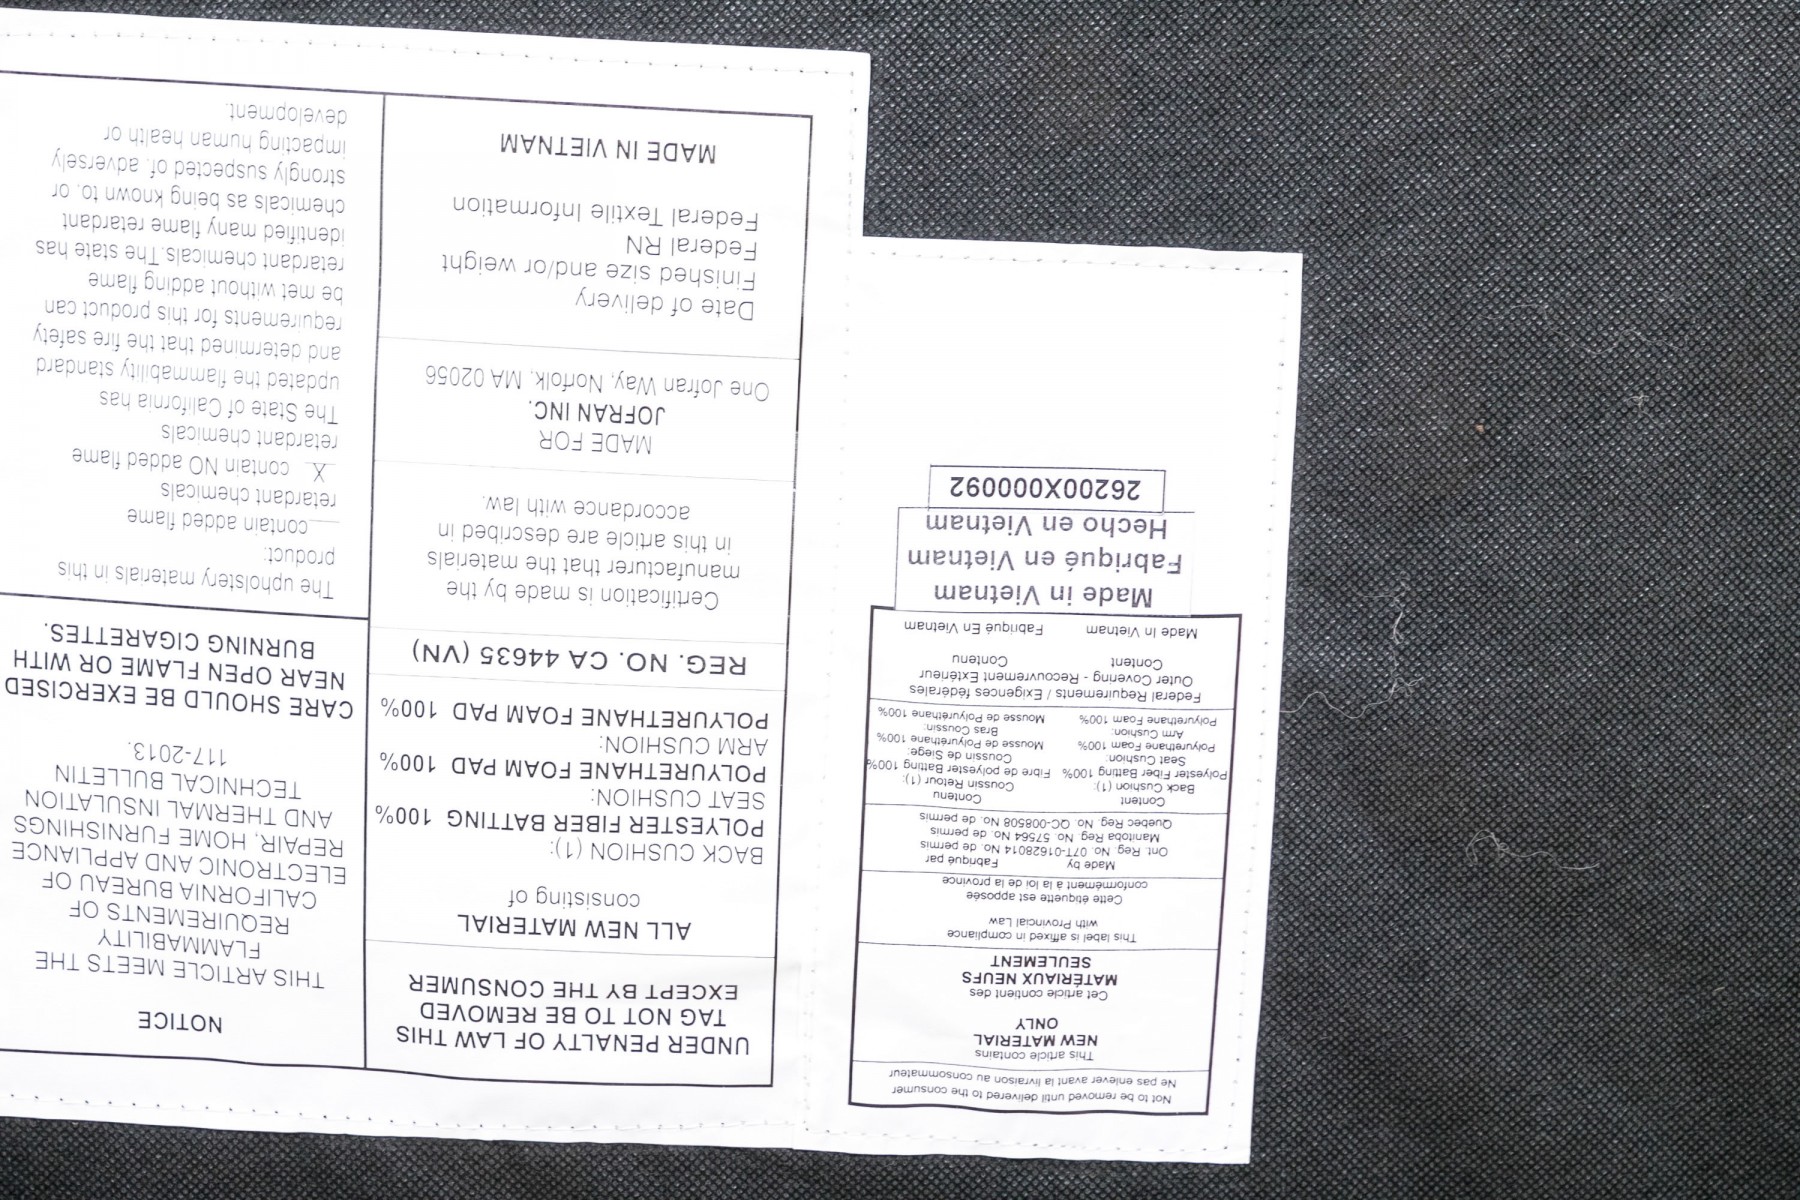 UNDER PENALTY OF LAW THIS
TAG NOT TO BE REMOVED
EXCEPT BY THE CONSUMER
ALL NEW MATERIAL
consisting of
BACK CUSHION (1):
POLYESTER FIBER BATTING 100%
SEAT CUSHION:
POLYURETHANE FOAM PAD 100%
ARM CUSHION:
POLYURETHANE FOAM PAD 100%
REG. NO. CA 44635 (VN)
Certification is made by the
manufacturer that the materials
in this article are described in
accordance with law.
MADE FOR
JOFRAN INC.
One Jofran Way, Norfolk, MA 02056
Date of delivery
Finished size and/or weight
Federal RN
Federal Textile Information
MADE IN VIETNAM
NOTICE
THIS ARTICLE MEETS THE
FLAMMABILITY
REQUIREMENTS OF
CALIFORNIA BUREAU OF
ELECTRONIC AND APPLIANCE
REPAIR, HOME FURNISHINGS
AND THERMAL INSULATION
TECHNICAL BULLETIN
117-2013.
CARE SHOULD BE EXERCISED
NEAR OPEN FLAME OR WITH
BURNING CIGARETTES.
The upholstery materials in this
product:
____contain added flame
retardant chemicals
__X__contain NO added flame
retardant chemicals
The State of California has
updated the flammability standard
and determined that the fire safety
requirements for this product can
be met without adding flame
retardant chemicals.The state has
identified many flame retardant
chemicals as being known to, or
strongly suspected of, adversely
impacting human health or
development.
Not to be removed until delivered to the consumer
Ne pas enlever avant la livraison au consommateur
This article contains
NEW MATERIAL
ONLY
Cet article contient des
MATÉRIAUX NEUFS
SEULEMENT
This label is affixed in compliance
with Provincial Law
Cette étiquette est apposée
conformément à la loi de la province
Made by Fabriqué par
Ont. Reg. No. 07T-01628014 No. de permis
Manitoba Reg. No. 57564 No. de permis
Quebec Reg. No. QC-008508 No. de permis
Content Contenu
Back Cushion (1): Coussin Retour (1):
Polyester Fiber Batting 100% Fibre de polyester Batting 100%
Seat Cushion: Coussin de Siege:
Polyurethane Foam 100% Mousse de Polyuréthane 100%
Arm Cushion: Bras Coussin:
Polyurethane Foam 100% Mousse de Polyuréthane 100%
Federal Requirements / Exigences fédérales
Outer Covering - Recouvrement Extérieur
Content Contenu
Made In Vietnam Fabriqué En Vietnam
Made in Vietnam
Fabriqué en Vietnam
Hecho en Vietnam
26200X000092